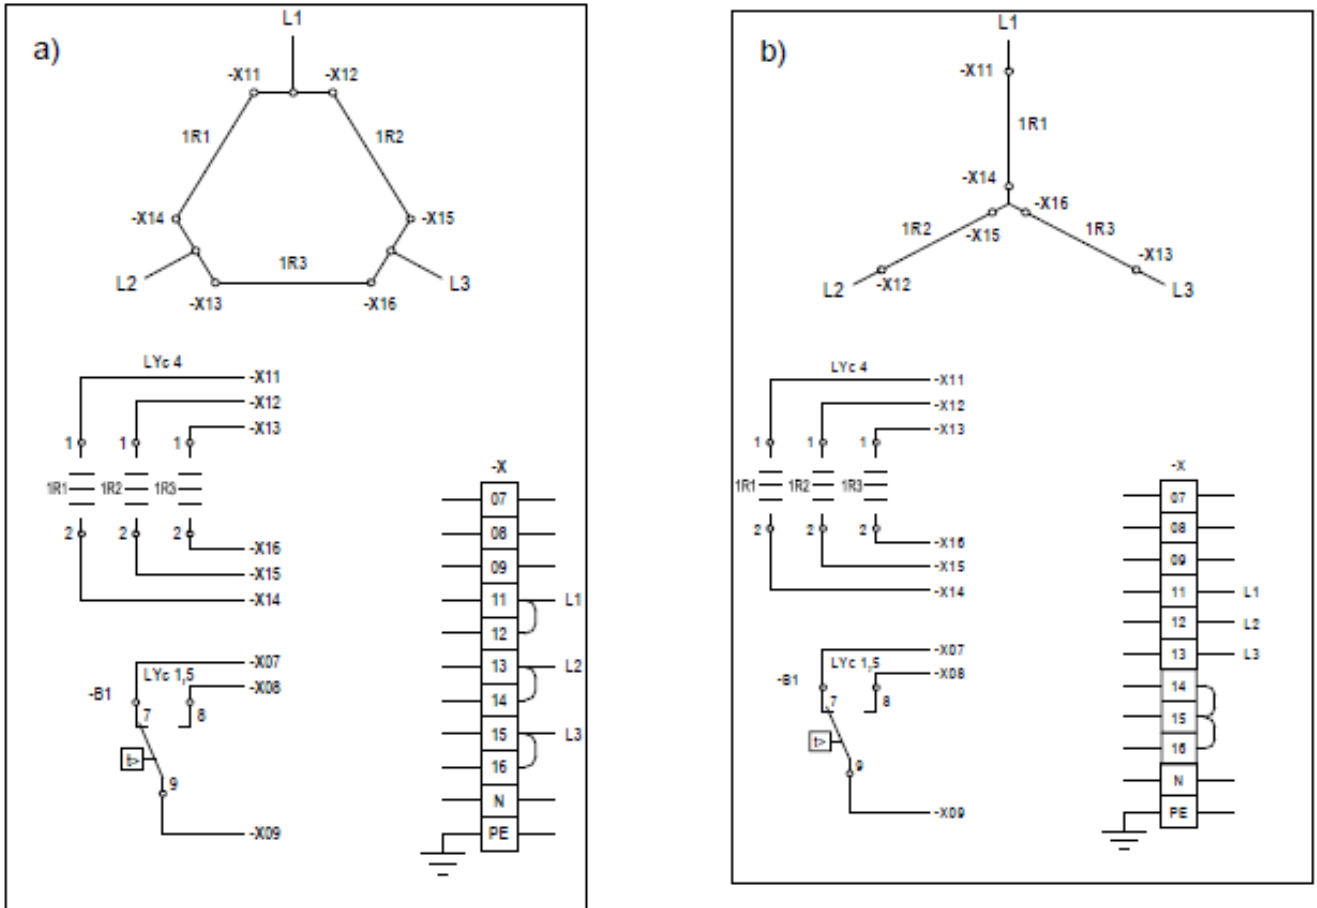 a)
L1
-X11 -X12
1R1 1R2
-X14 -X15
1R3
L2 L3
-X13 -X16
LYc 4
-X11
-X12
-X13
1 1 1
1R1 1R2 1R3
2 2 2
-X16
-X15
-X14
-X07
LYc 1,5
-X08
-B1
7 8
t>
9
-X09
-X
07
08
09
11 L1
12
13 L2
14
15 L3
16
N
PE
b)
L1
-X11
1R1
-X14
-X16
1R2 -X15 1R3
-X13
L2 -X12 L3
LYc 4
-X11
-X12
-X13
1 1 1
1R1 1R2 1R3
2 2 2
-X16
-X15
-X14
-X07
LYc 1,5
-X08
-B1
7 8
t>
9
-X09
-X
07
08
09
11 L1
12 L2
13 L3
14
15
16
N
PE